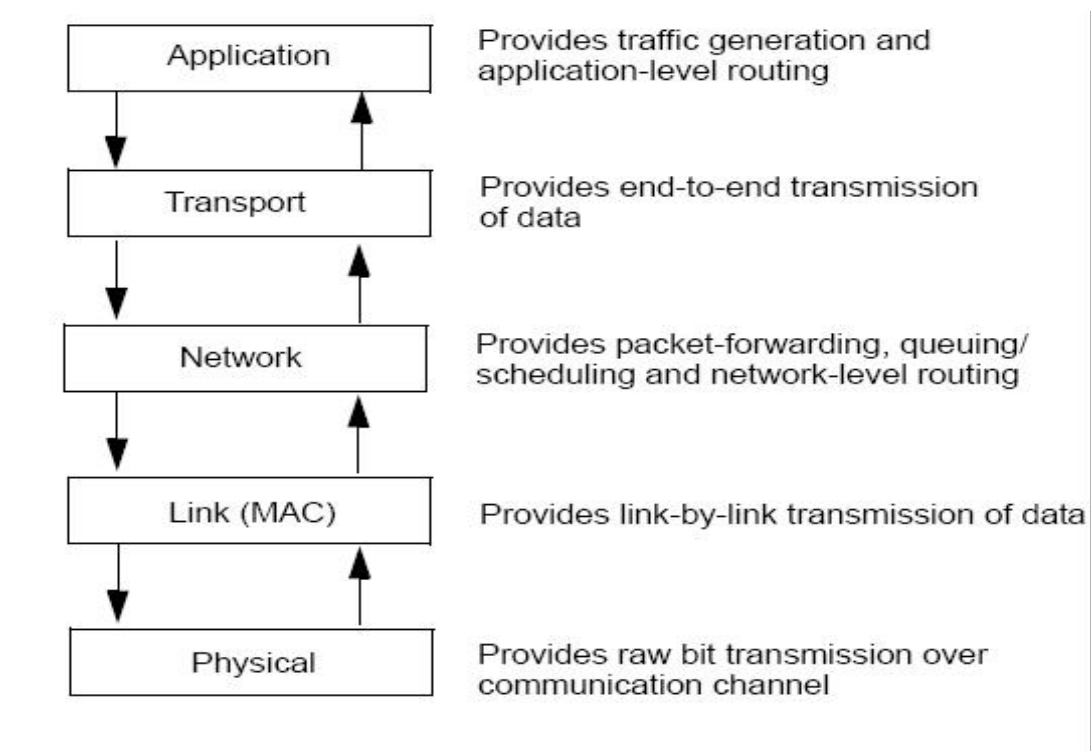 Application
Provides traffic generation and
application-level routing
Transport
Provides end-to-end transmission
of data
Network
Provides packet-forwarding, queuing/
scheduling and network-level routing
Link (MAC)
Provides link-by-link transmission of data
Physical
Provides raw bit transmission over
communication channel